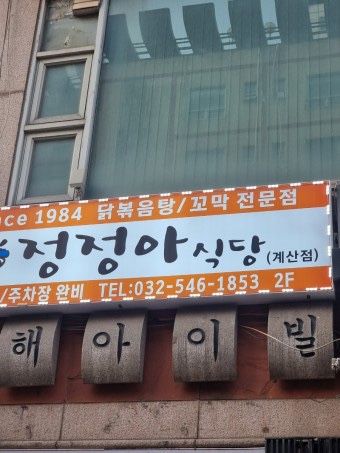 nce 1984 닭볶음탕/꼬막 전문점
정정아식당(계산점)
/주차장 완비 TEL:032-546-1853 2F
해아이빌